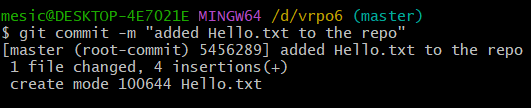 mesic@DESKTOP-4E7O21E MINGW64 /d/vrpo6 (master)
$ git commit -m "added Hello.txt to the repo"
[master (root-commit) 5456289] added Hello.txt to the repo
 1 file changed, 4 insertions(+)
 create mode 100644 Hello.txt